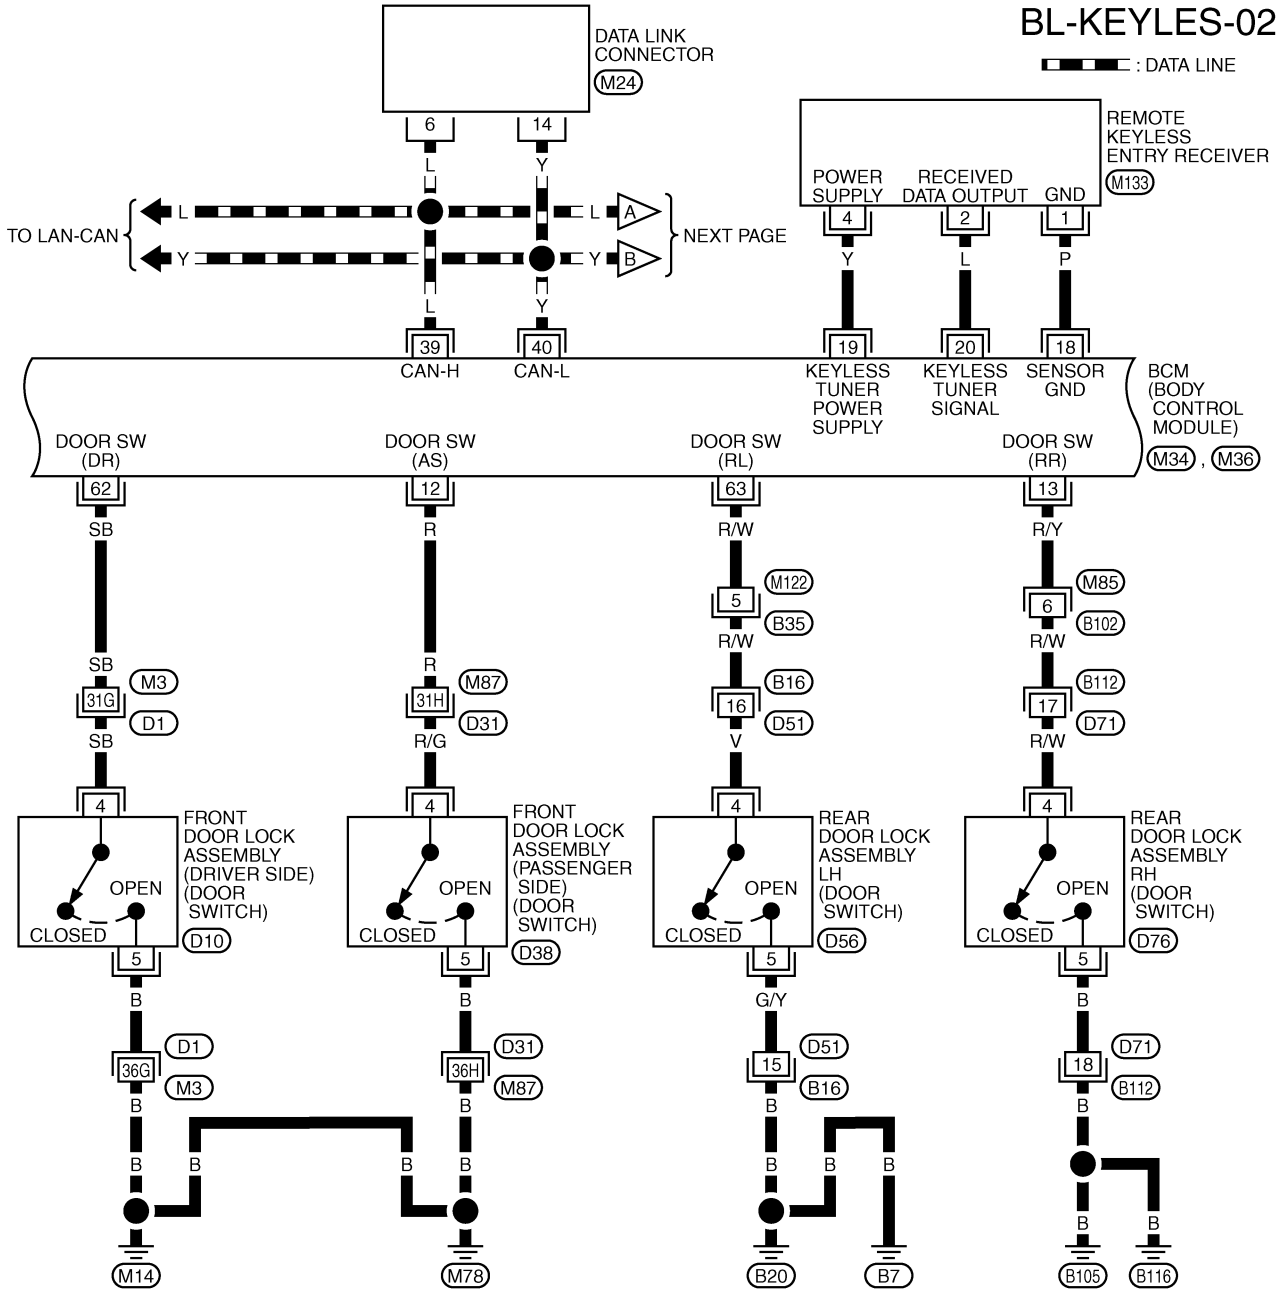 BL-KEYLES-02
: DATA LINE
DATA LINK
CONNECTOR
M24
6
14
L
Y
REMOTE
KEYLESS
ENTRY RECEIVER
M133
POWER
SUPPLY
RECEIVED
DATA OUTPUT
GND
4
2
1
Y
L
P
TO LAN-CAN
L
L
A
Y
Y
B
NEXT PAGE
L
Y
39
40
19
20
18
CAN-H
CAN-L
KEYLESS
TUNER
POWER
SUPPLY
KEYLESS
TUNER
SIGNAL
SENSOR
GND
BCM
(BODY
CONTROL
MODULE)
M34 , M36
DOOR SW
(DR)
DOOR SW
(AS)
DOOR SW
(RL)
DOOR SW
(RR)
62
12
63
13
SB
R
R/W
R/Y
M122
5
B35
M85
6
B102
R/W
R/W
SB
R
M3
31G
D1
M87
31H
D31
B16
16
D51
B112
17
D71
SB
R/G
V
R/W
4
4
4
4
FRONT
DOOR LOCK
ASSEMBLY
(DRIVER SIDE)
(DOOR
SWITCH)
D10
OPEN
CLOSED
FRONT
DOOR LOCK
ASSEMBLY
(PASSENGER
SIDE)
(DOOR
SWITCH)
D38
OPEN
CLOSED
REAR
DOOR LOCK
ASSEMBLY
LH
(DOOR
SWITCH)
D56
OPEN
CLOSED
REAR
DOOR LOCK
ASSEMBLY
RH
(DOOR
SWITCH)
D76
OPEN
CLOSED
5
5
5
5
B
B
G/Y
B
D1
36G
M3
D31
36H
M87
D51
15
B16
D71
18
B112
B
B
B
B
B
B
B
B
B
B
B
B
B
M14
M78
B20
B7
B105
B116